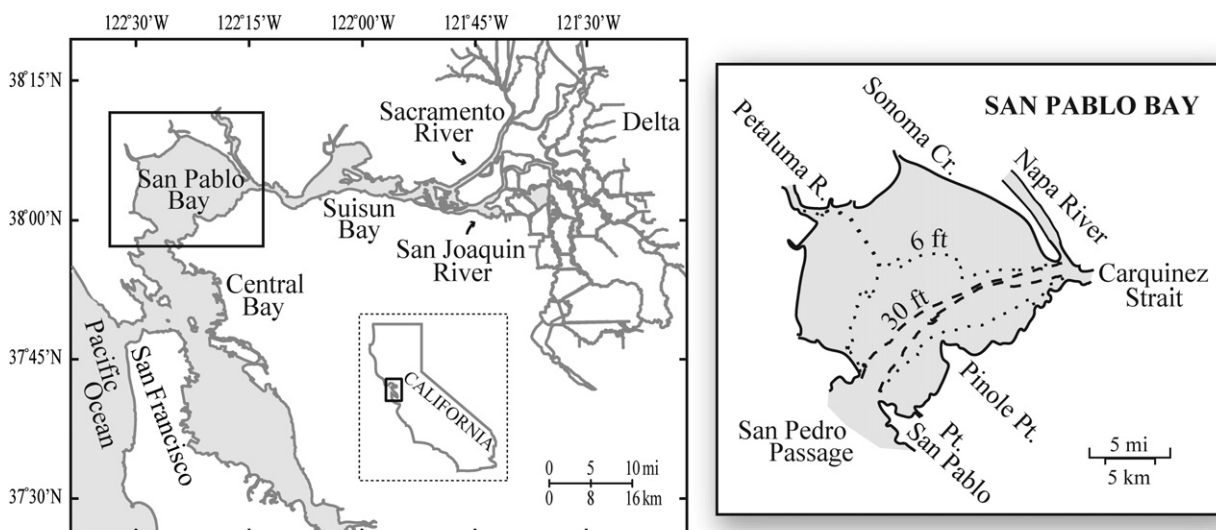 122°30'W
122°15'W
122°00'W
121°45'W
121°30'W
38°15'N
38°00'N
37°45'N
37°30'N
Sacramento
River
Delta
San Pablo
Bay
Suisun
Bay
San Joaquin
River
Central
Bay
Pacific
Ocean
San Francisco
CALIFORNIA
0 5 10 mi
0 8 16 km
SAN PABLO BAY
Petaluma R.
Sonoma Cr.
Napa River
6 ft
30 ft
Carquinez
Strait
Pinole Pt.
San Pablo
Pt.
San Pedro
Passage
5 mi
5 km